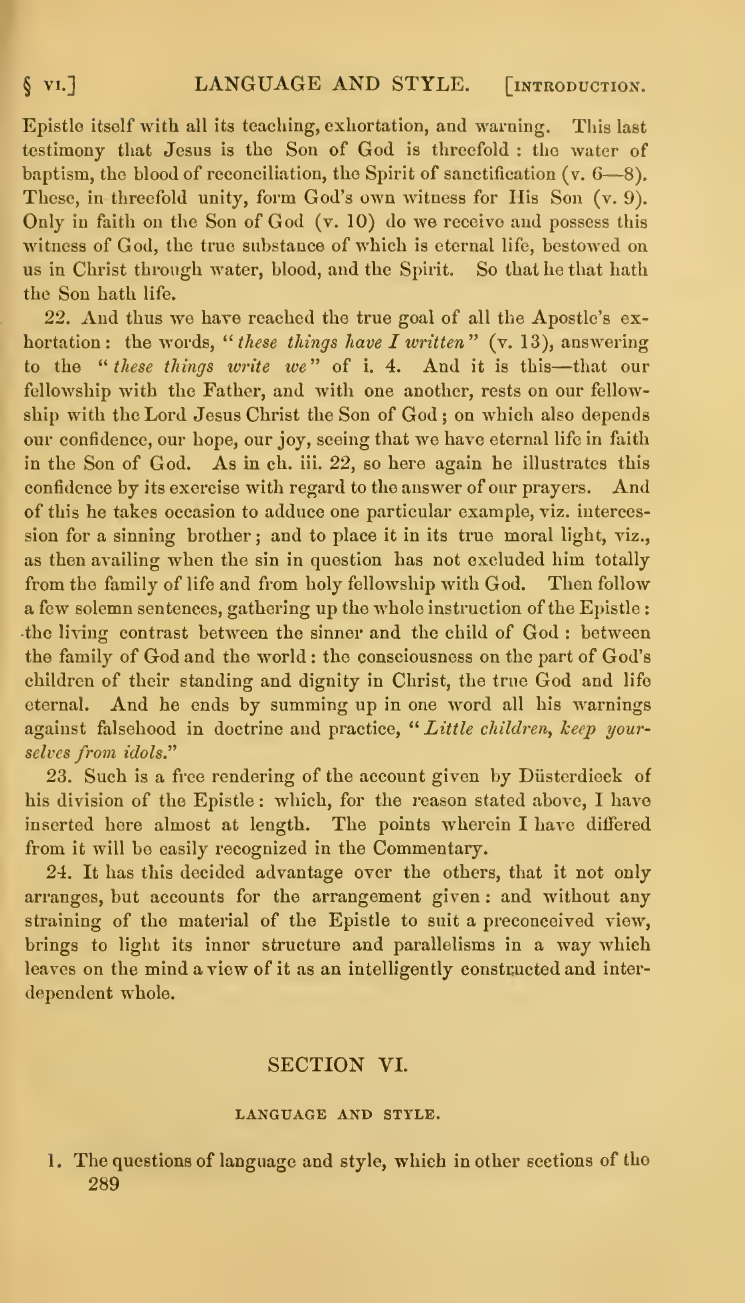 § VI.] LANGUAGE AND STYLE. [INTRODUCTION.
Epistle itself with all its teaching, exhortation, and warning. This last
testimony that Jesus is the Son of God is threefold : the water of
baptism, the blood of reconciliation, the Spirit of sanctification (v. 6—8).
These, in threefold unity, form God's own witness for His Son (v. 9).
Only in faith on the Son of God (v. 10) do we receive and possess this
witness of God, the true substance of which is eternal life, bestowed on
us in Christ through water, blood, and the Spirit. So that he that hath
the Son hath life.
22. And thus we have reached the true goal of all the Apostle's ex-
hortation : the words, “ these things have I written ” (v. 13), answering
to the “ these things write we ” of i. 4. And it is this—that our
fellowship with the Father, and with one another, rests on our fellow-
ship with the Lord Jesus Christ the Son of God ; on which also depends
our confidence, our hope, our joy, seeing that we have eternal life in faith
in the Son of God. As in ch. iii. 22, so here again he illustrates this
confidence by its exercise with regard to the answer of our prayers. And
of this he takes occasion to adduce one particular example, viz. interces-
sion for a sinning brother ; and to place it in its true moral light, viz.,
as then availing when the sin in question has not excluded him totally
from the family of life and from holy fellowship with God. Then follow
a few solemn sentences, gathering up the whole instruction of the Epistle :
the living contrast between the sinner and the child of God : between
the family of God and the world : the consciousness on the part of God's
children of their standing and dignity in Christ, the true God and life
eternal. And he ends by summing up in one word all his warnings
against falsehood in doctrine and practice, “ Little children, keep your-
selves from idols.”
23. Such is a free rendering of the account given by Düsterdieck of
his division of the Epistle : which, for the reason stated above, I have
inserted here almost at length. The points wherein I have differed
from it will be easily recognized in the Commentary.
24. It has this decided advantage over the others, that it not only
arranges, but accounts for the arrangement given : and without any
straining of the material of the Epistle to suit a preconceived view,
brings to light its inner structure and parallelisms in a way which
leaves on the mind a view of it as an intelligently constructed and inter-
dependent whole.
SECTION VI.
LANGUAGE AND STYLE.
1. The questions of language and style, which in other sections of the
289